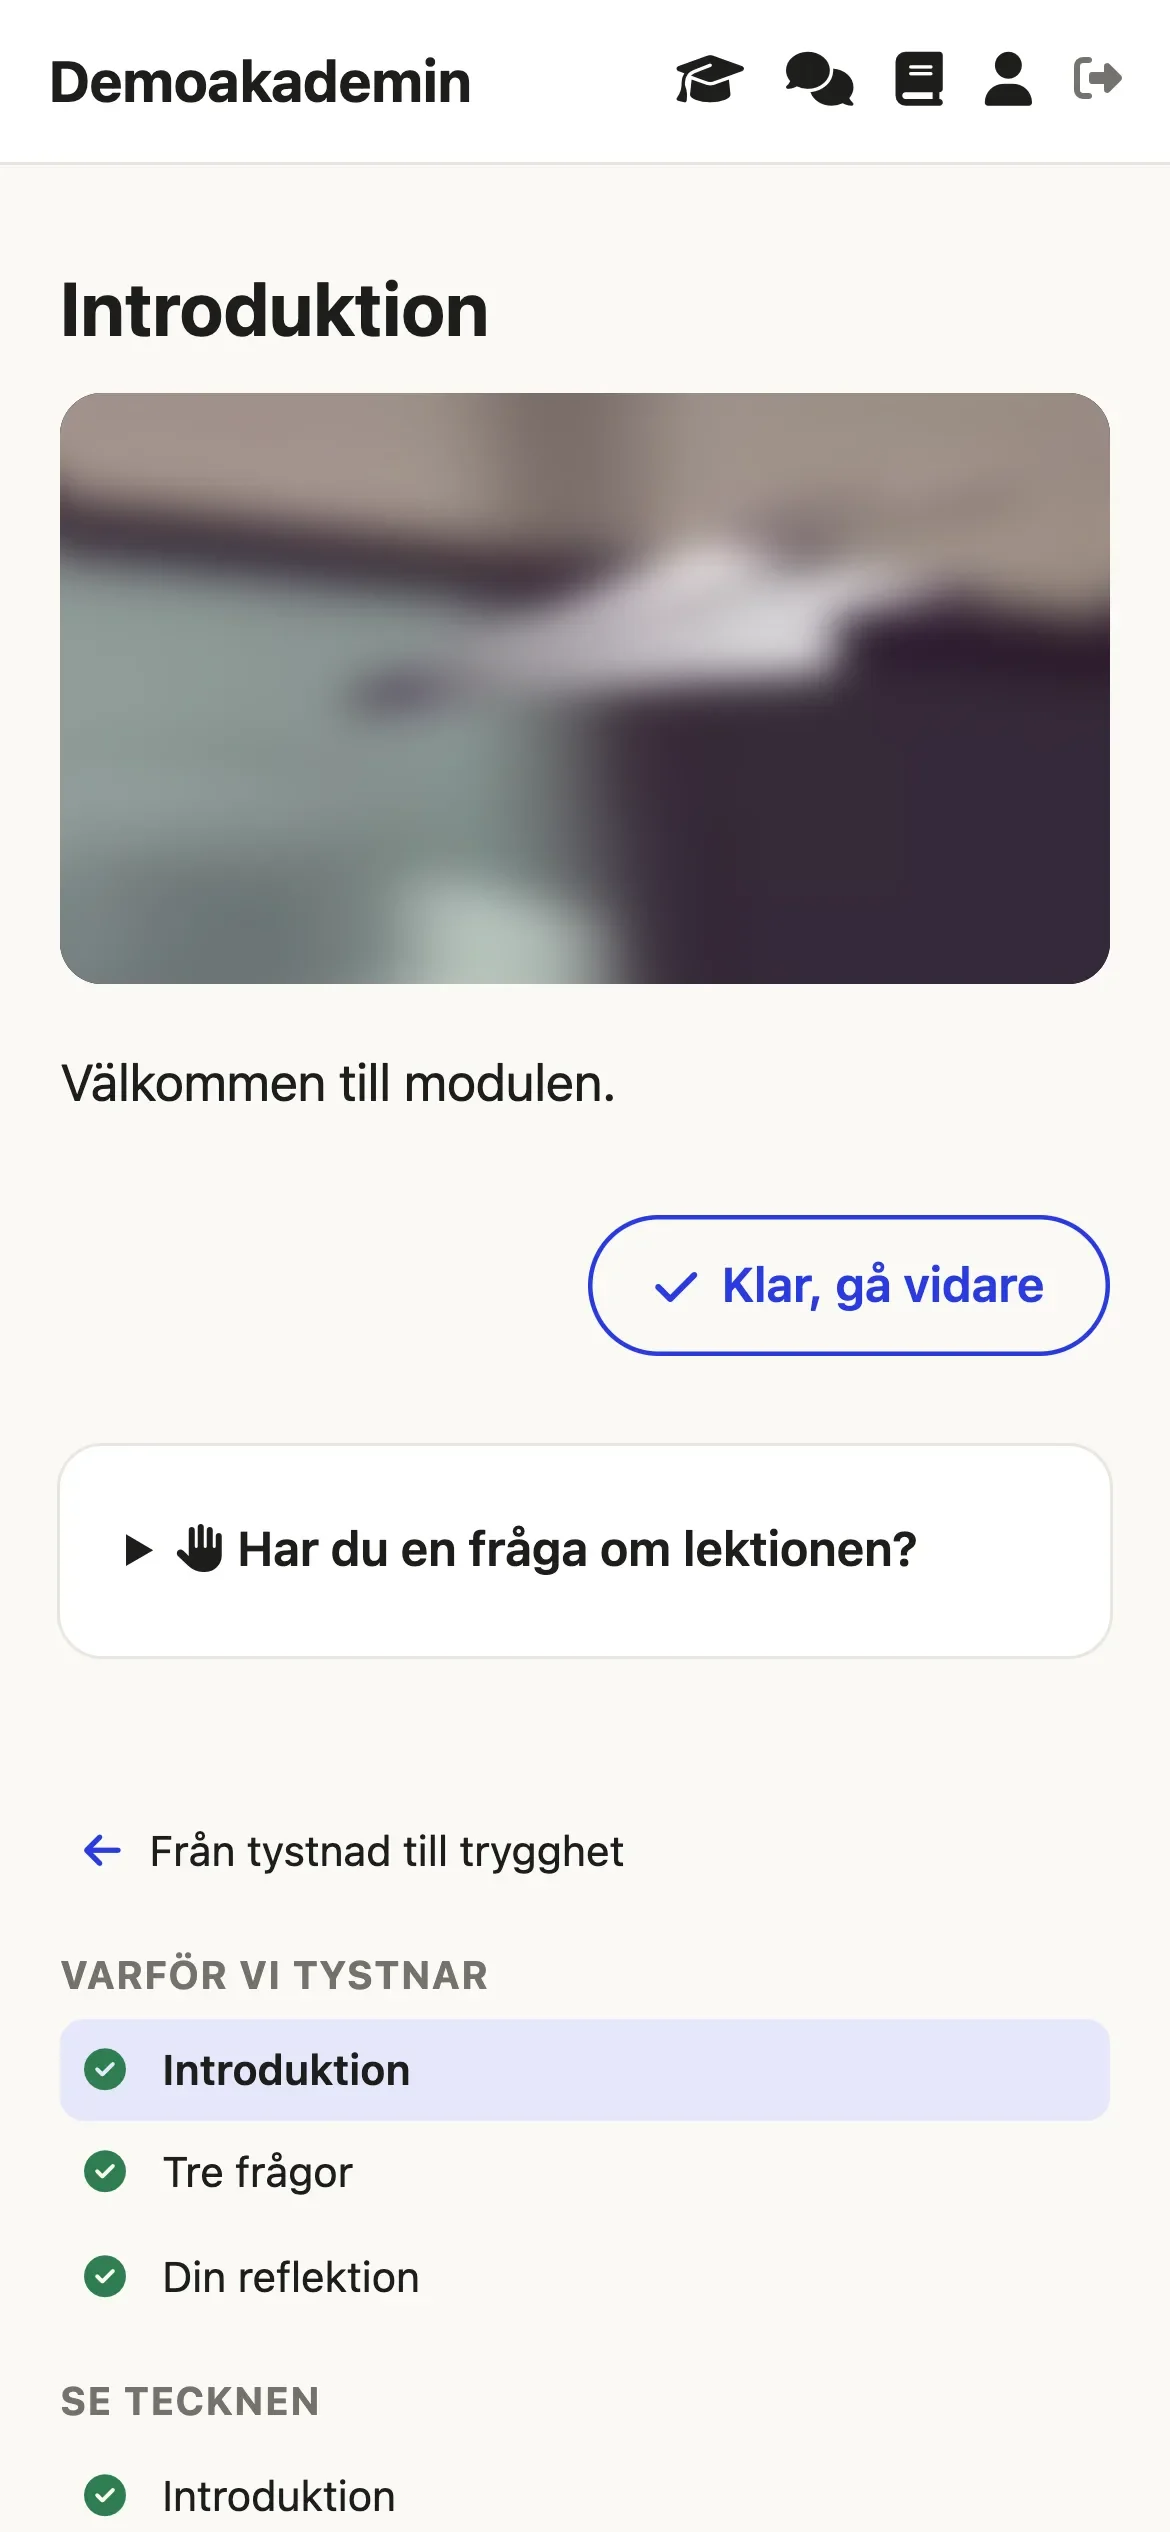 Demoakademin
Introduktion
Välkommen till modulen.
Klar, gå vidare
Har du en fråga om lektionen?
Från tystnad till trygghet
VARFÖR VI TYSTNAR
Introduktion
Tre frågor
Din reflektion
SE TECKNEN
Introduktion